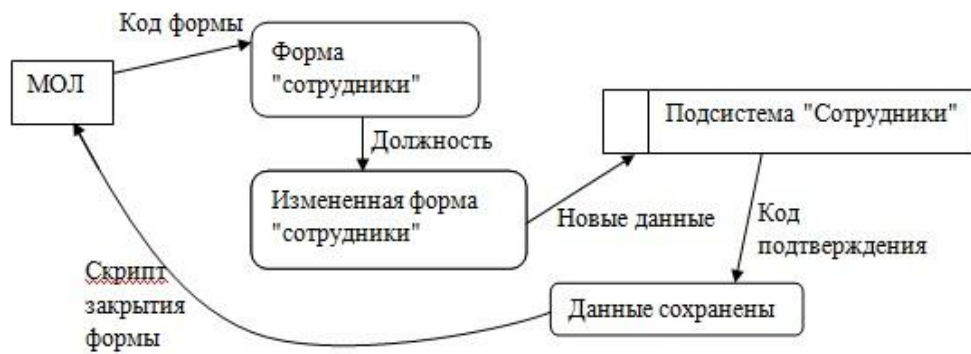 Код формы
МОЛ
Форма
"сотрудники"
Подсистема "Сотрудники"
Должность
Измененная форма
"сотрудники"
Новые данные
Код
подтверждения
Скрипт
закрытия
формы
Данные сохранены